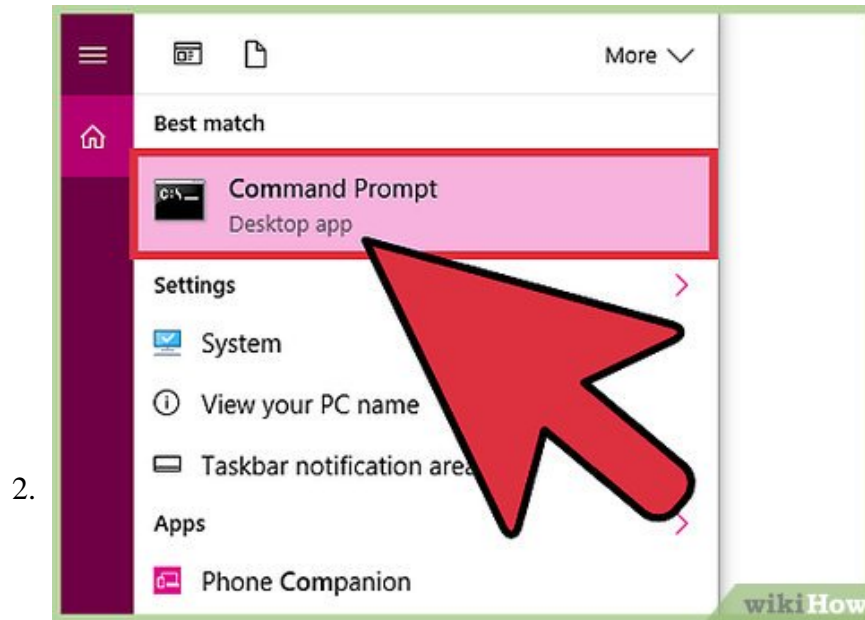 More
Best match
C:\_
Command Prompt
Desktop app
Settings
System
View your PC name
Taskbar notification area
2.
Apps
Phone Companion
wikiHow